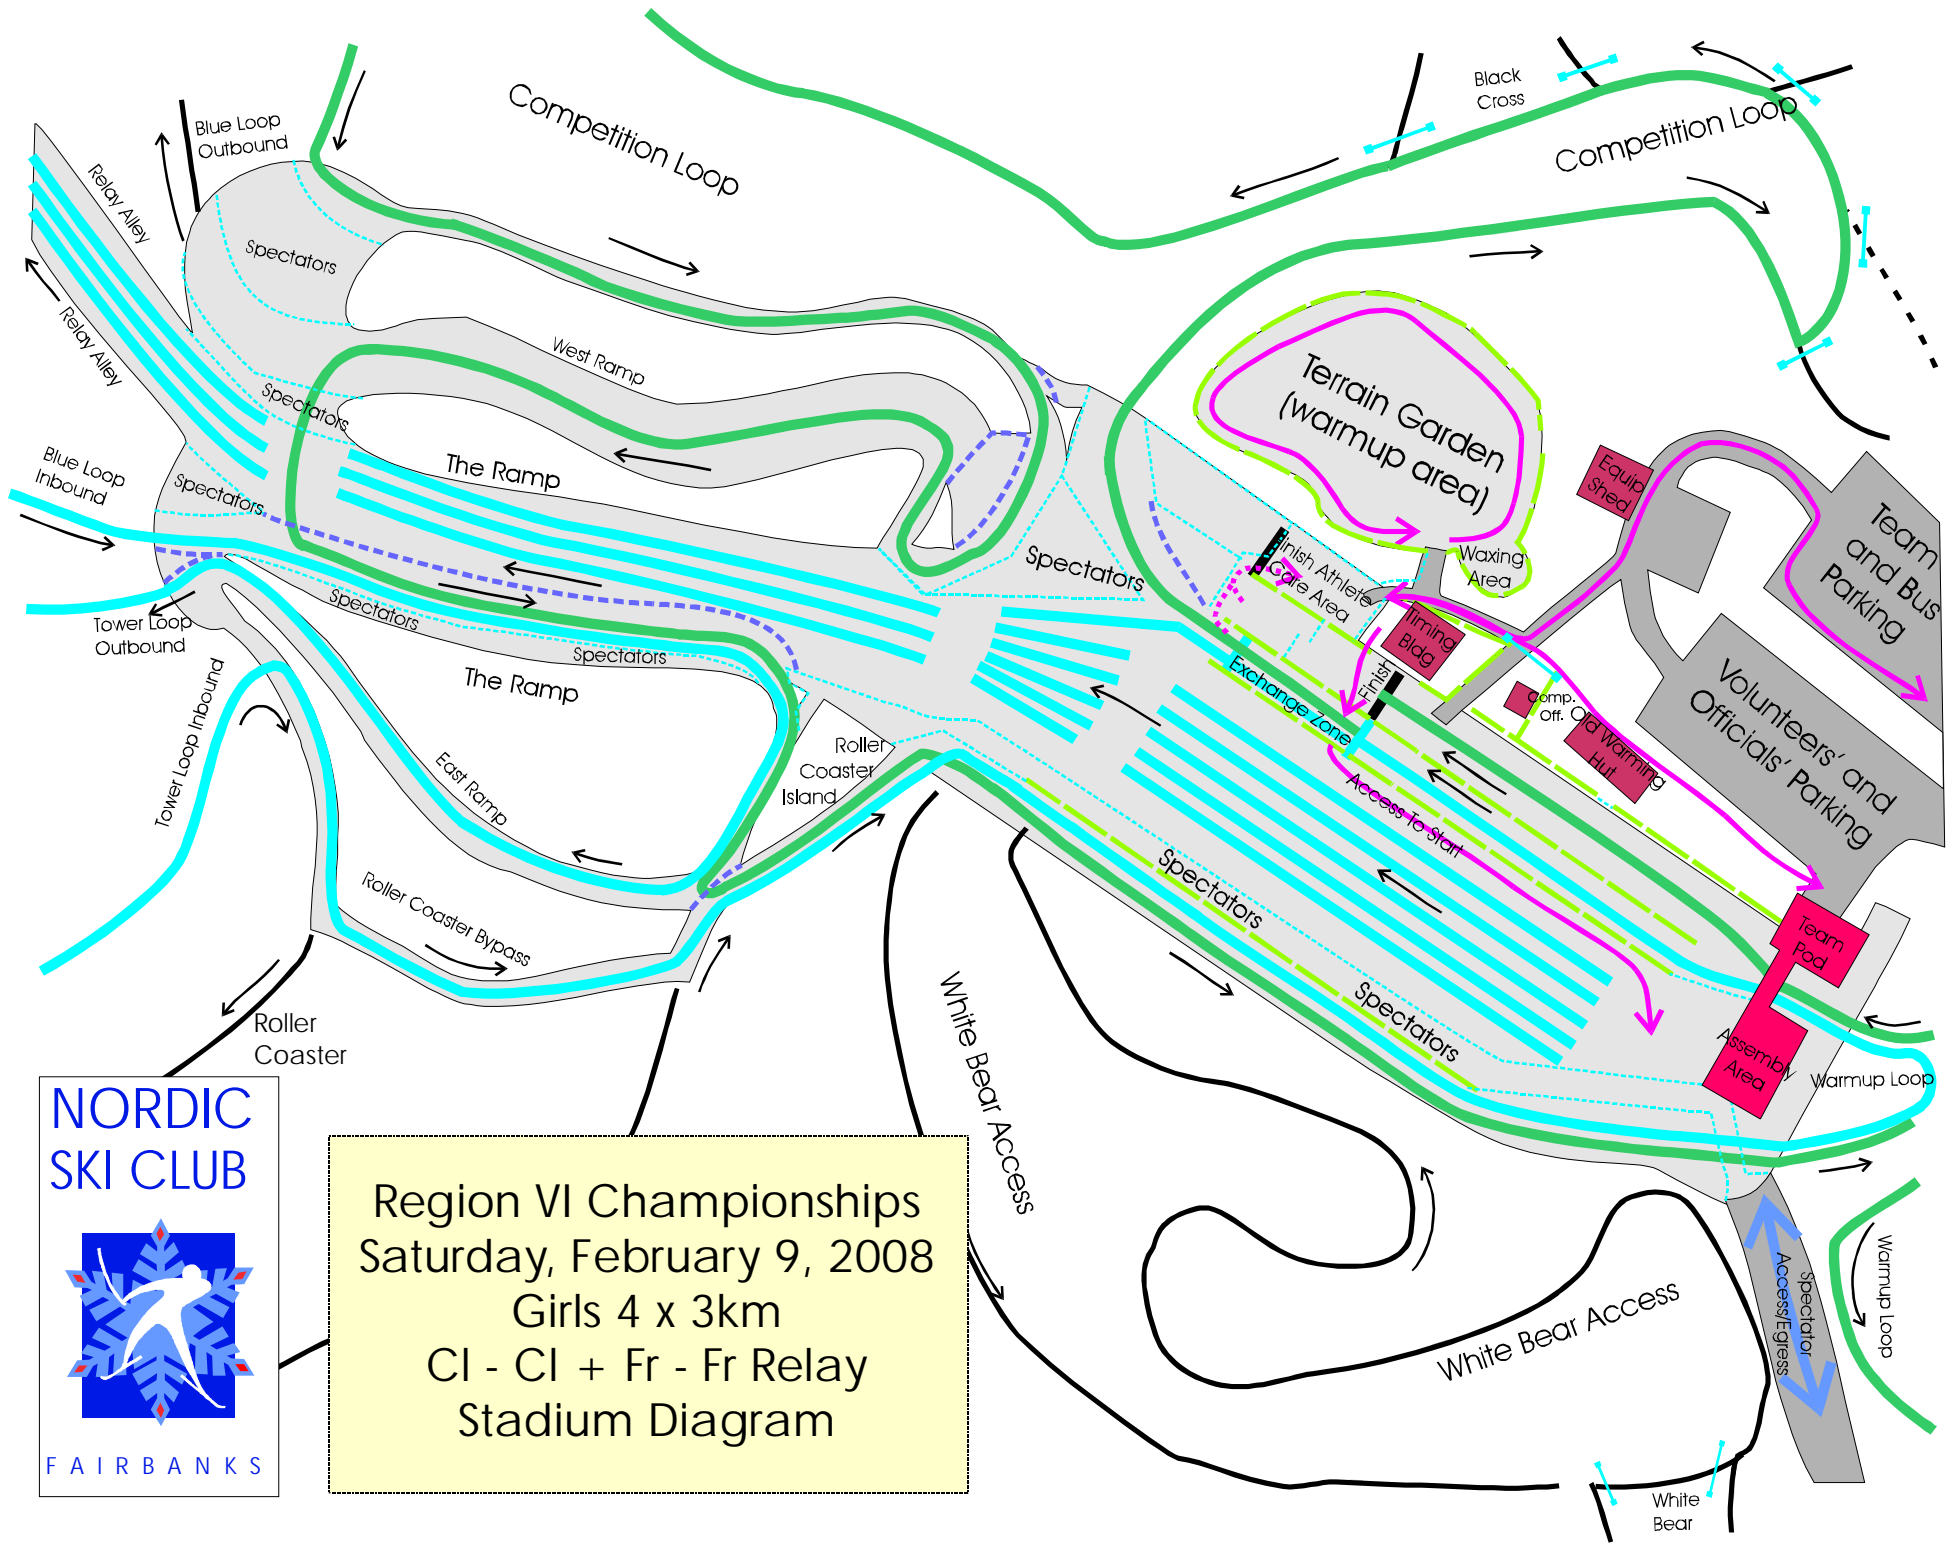 Black
Cross
Competition Loop
Competition Loop
Blue Loop
Outbound
Relay Alley
Spectators
Relay Alley
West Ramp
Spectators
Terrain Garden
(warmup area)
Equip
Shed
Team
and Bus
Parking
Blue Loop
Inbound
Spectators
The Ramp
Spectators
Finish Athlete
Care Area
Waxing
Area
Tower Loop
Outbound
Spectators
Spectators
The Ramp
Timing
Bldg
Finish
Exchange Zone
Comp.
Off.
Old Warming
Hut
Volunteers' and
Officials' Parking
Tower Loop Inbound
East Ramp
Roller
Coaster
Island
Access To Start
Spectators
Roller Coaster Bypass
Team
Pod
Spectators
Assembly
Area
Warmup Loop
Roller
Coaster
White Bear Access
NORDIC
SKI CLUB
FAIRBANKS
Region VI Championships
Saturday, February 9, 2008
Girls 4 x 3km
Cl - Cl + Fr - Fr Relay
Stadium Diagram
White Bear Access
Spectator
Access/Egress
Warmup Loop
White
Bear